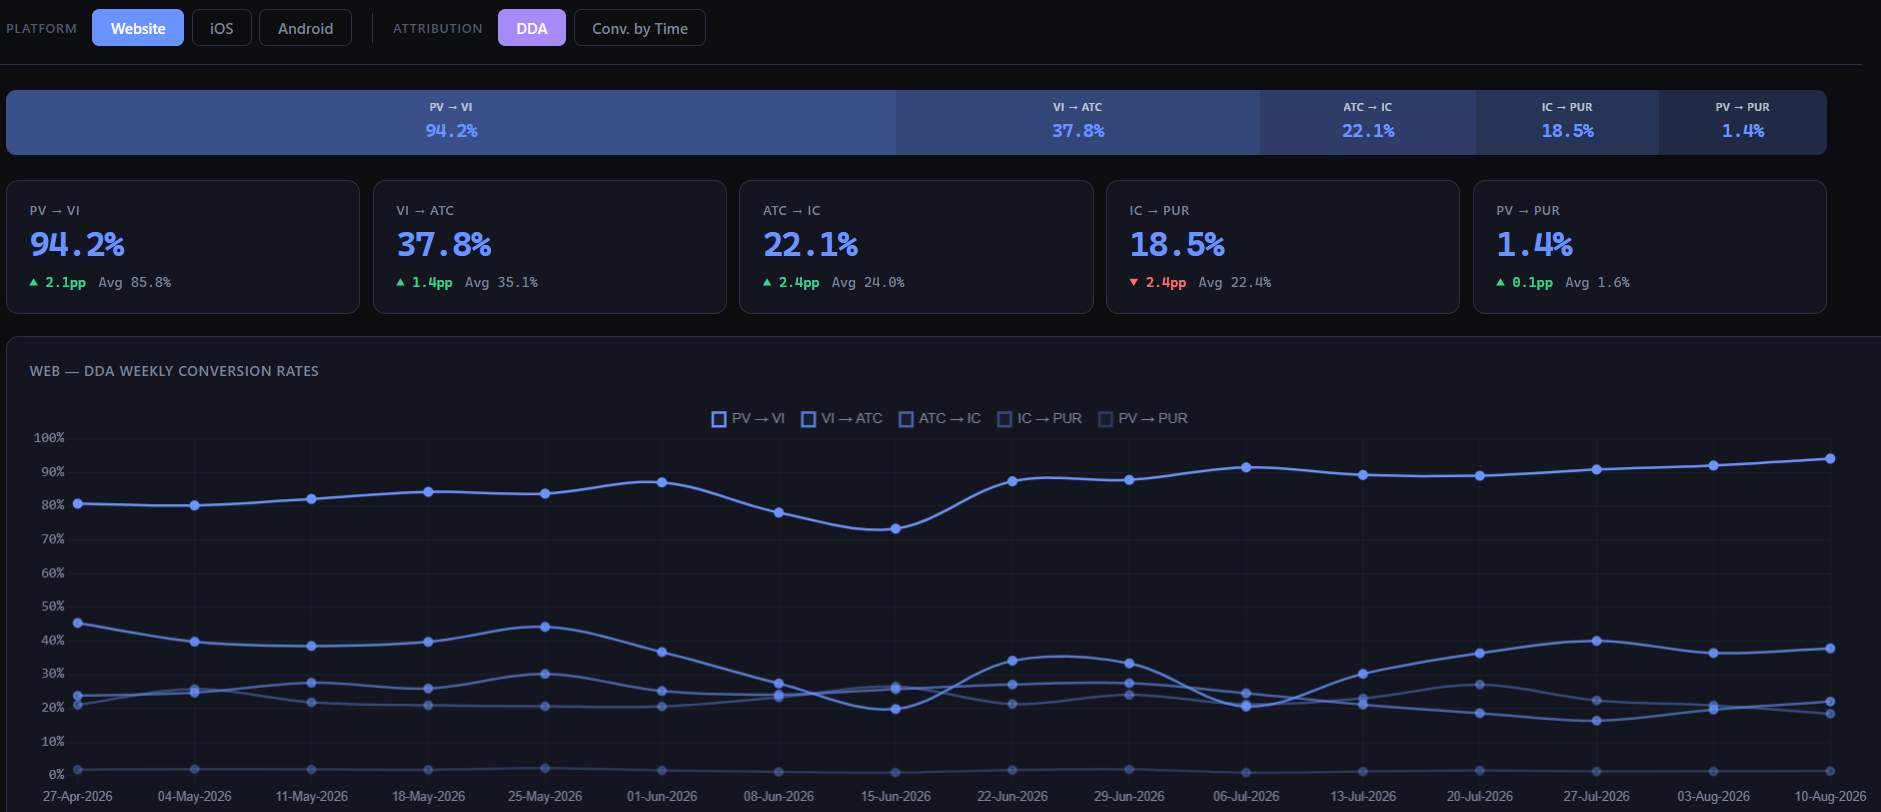 PLATFORM Website iOS Android ATTRIBUTION DDA Conv. by Time
PV → VI VI → ATC ATC → IC IC → PUR PV → PUR
94.2% 37.8% 22.1% 18.5% 1.4%
PV → VI
94.2%
▲ 2.1pp Avg 85.8%
VI → ATC
37.8%
▲ 1.4pp Avg 35.1%
ATC → IC
22.1%
▲ 2.4pp Avg 24.0%
IC → PUR
18.5%
▼ 2.4pp Avg 22.4%
PV → PUR
1.4%
▲ 0.1pp Avg 1.6%
WEB — DDA WEEKLY CONVERSION RATES
PV → VI VI → ATC ATC → IC IC → PUR PV → PUR
100%
90%
80%
70%
60%
50%
40%
30%
20%
10%
0%
27-Apr-2026 04-May-2026 11-May-2026 18-May-2026 25-May-2026 01-Jun-2026 08-Jun-2026 15-Jun-2026 22-Jun-2026 29-Jun-2026 06-Jul-2026 13-Jul-2026 20-Jul-2026 27-Jul-2026 03-Aug-2026 10-Aug-2026